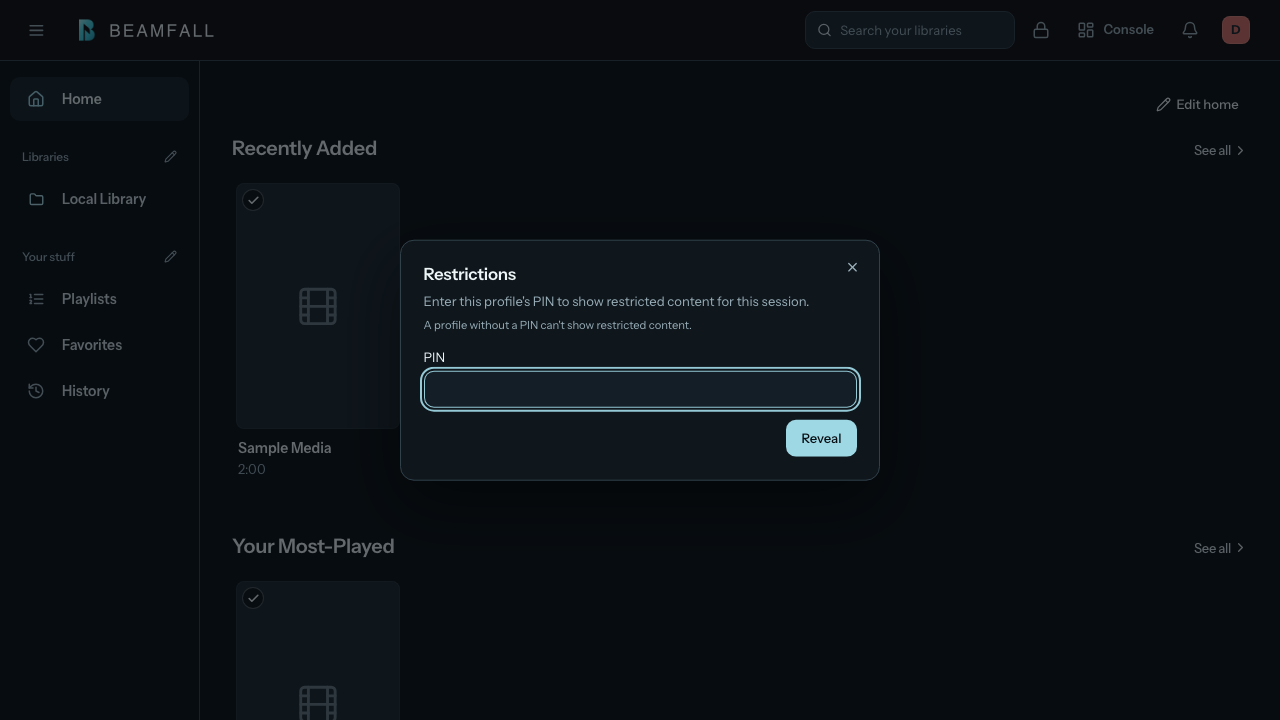 BEAMFALL
Search your libraries
Console
D
Home
Edit home
Libraries
Recently Added
See all
Local Library
Your stuff
Playlists
Favorites
History
Restrictions
Enter this profile's PIN to show restricted content for this session.
A profile without a PIN can't show restricted content.
PIN
Reveal
Sample Media
2:00
Your Most-Played
See all